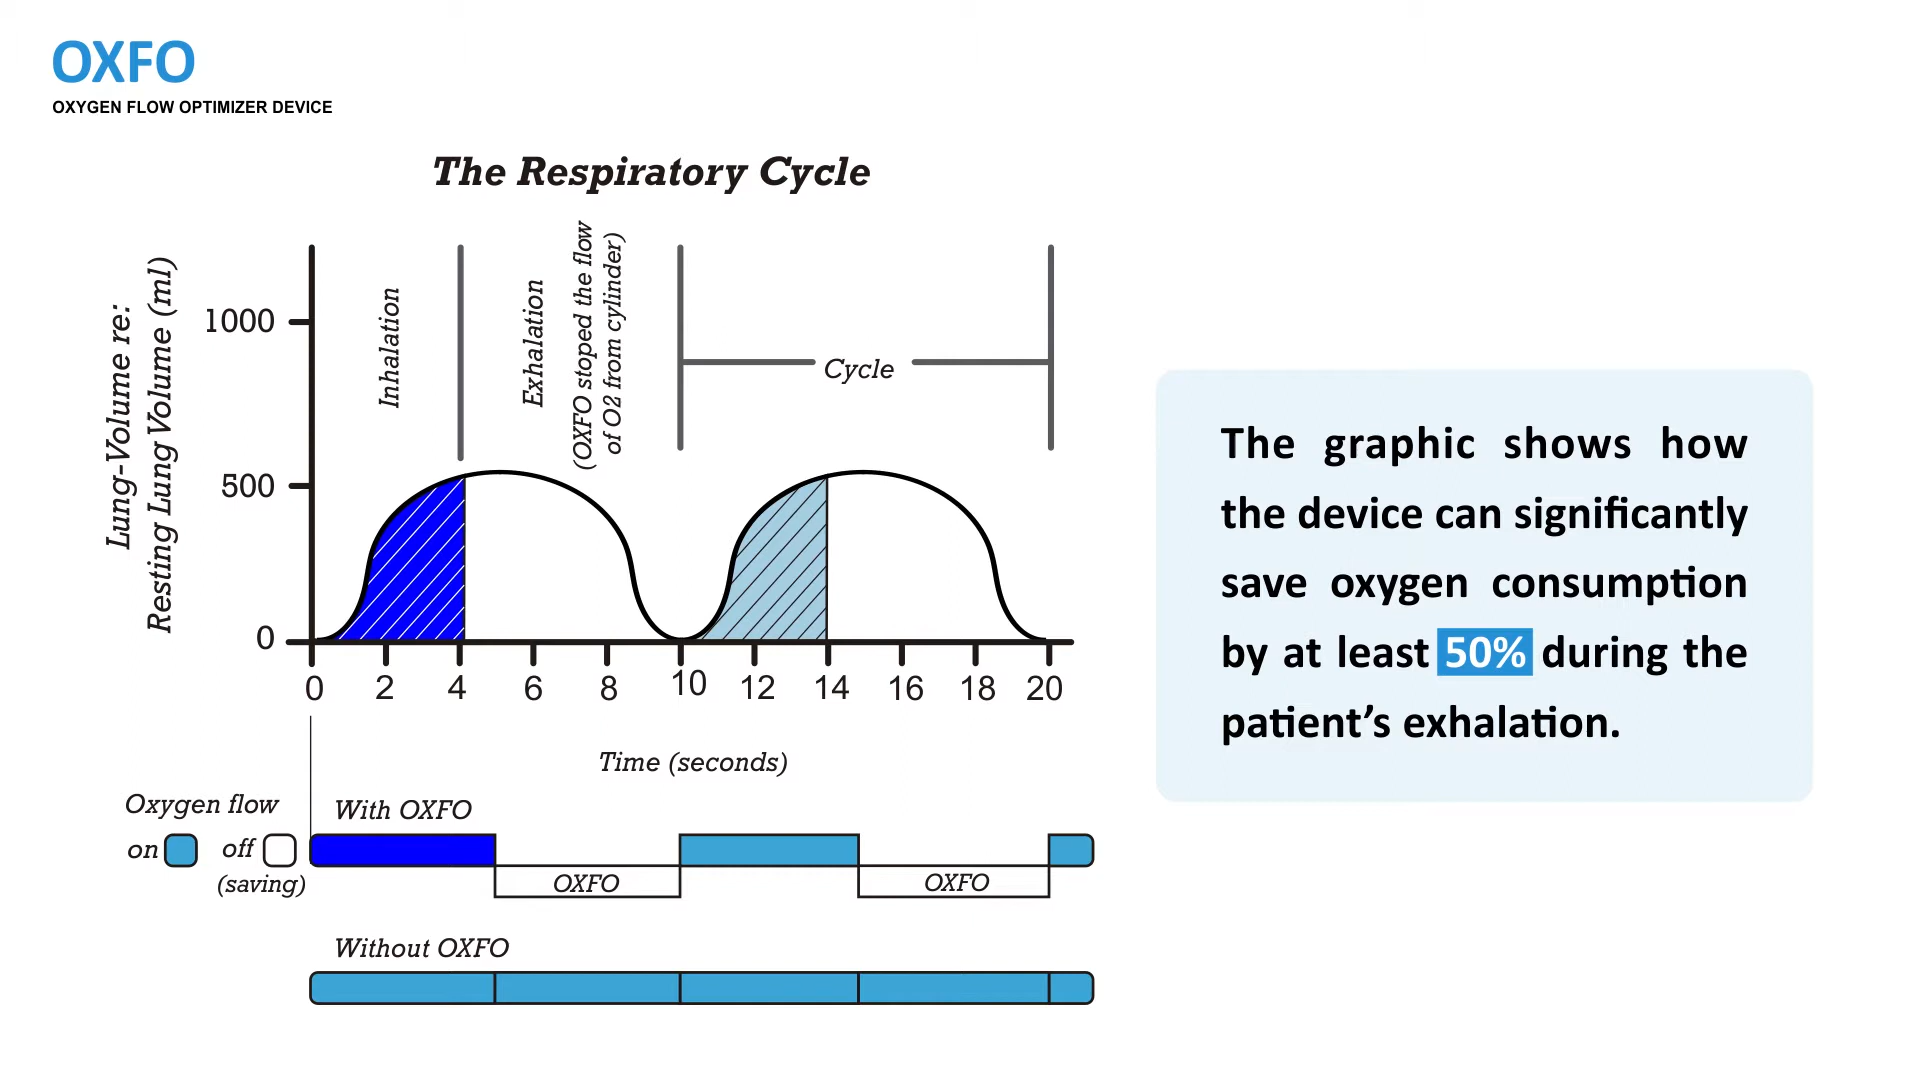 OXFO
OXYGEN FLOW OPTIMIZER DEVICE
The Respiratory Cycle
Lung-Volume re:
Resting Lung Volume (ml)
1000
500
0
Inhalation
Exhalation
(OXFO stoped the flow
of O2 from cylinder)
Cycle
0 2 4 6 8 10 12 14 16 18 20
Time (seconds)
Oxygen flow
on off
(saving)
With OXFO
OXFO OXFO
Without OXFO
The graphic shows how
the device can significantly
save oxygen consumption
by at least 50% during the
patient’s exhalation.